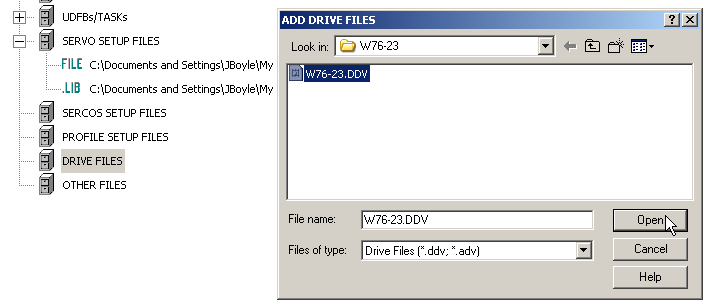 UDFBs/TASKs
SERVO SETUP FILES
FILE C:\Documents and Settings\JBoyle\My
.LIB C:\Documents and Settings\JBoyle\My
SERCOS SETUP FILES
PROFILE SETUP FILES
DRIVE FILES
OTHER FILES
ADD DRIVE FILES
Look in: W76-23
W76-23.DDV
File name: W76-23.DDV Open
Files of type: Drive Files (*.ddv; *.adv) Cancel
Help